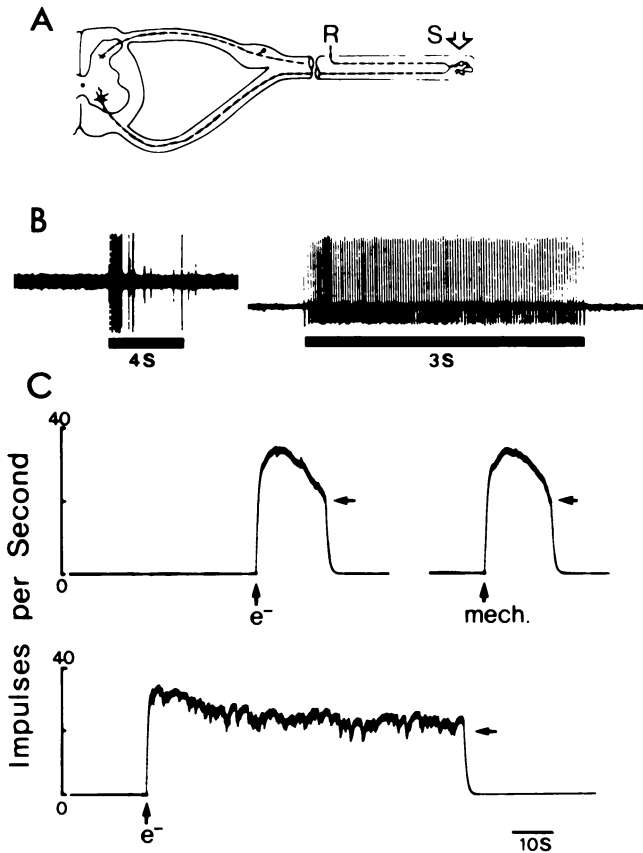 A
R S
B
4S 3S
C
40
0
e⁻ mech.
Impulses per Second
40
0
e⁻
10S